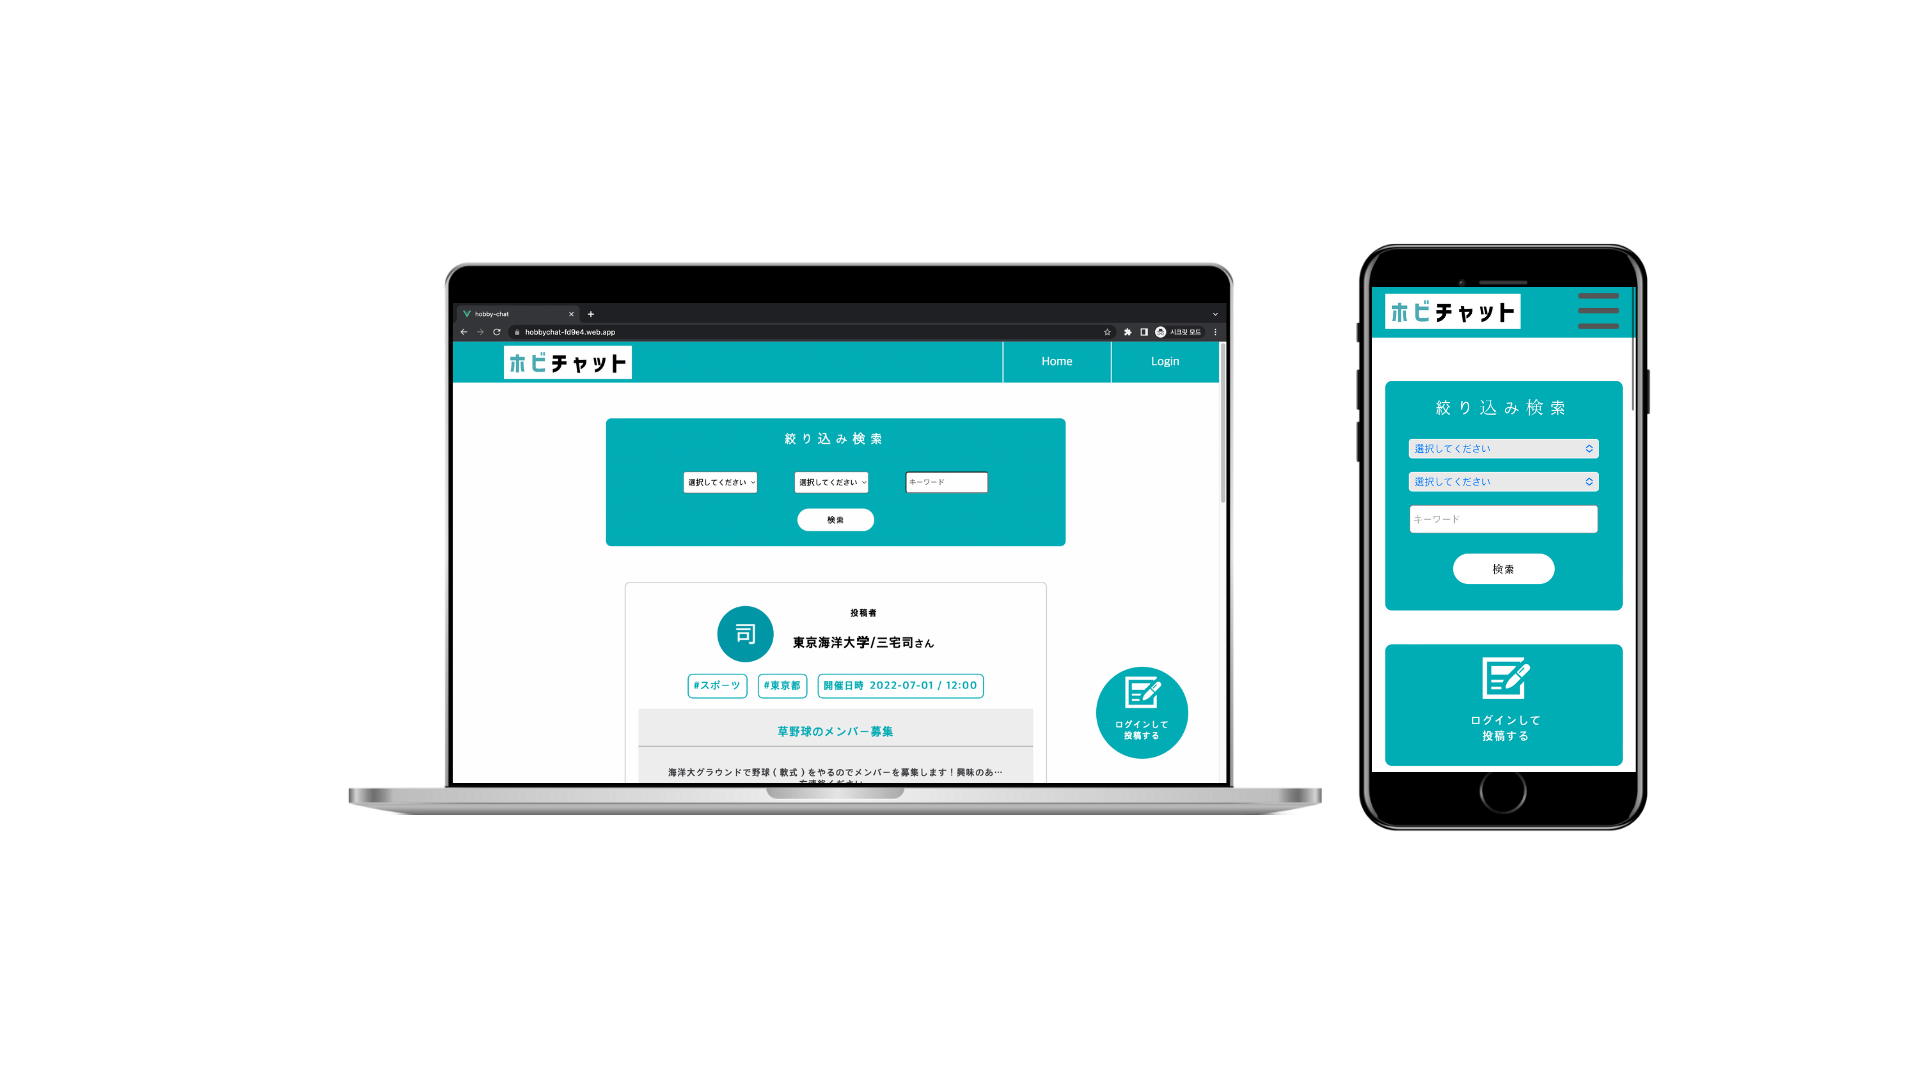 hobby-chat
hobbychat-fd9e4.web.app
시크릿 모드
ホビチャット
Home
Login
絞り込み検索
選択してください
選択してください
キーワード
検索
投稿者
司
東京海洋大学/三宅司さん
#スポーツ
#東京都
開催日時 2022-07-01 / 12:00
草野球のメンバー募集
海洋大グラウンドで野球 ( 軟式 ) をやるのでメンバーを募集します！興味のあ…
ログインして
投稿する
ホビチャット
絞り込み検索
選択してください
選択してください
キーワード
検索
ログインして
投稿する